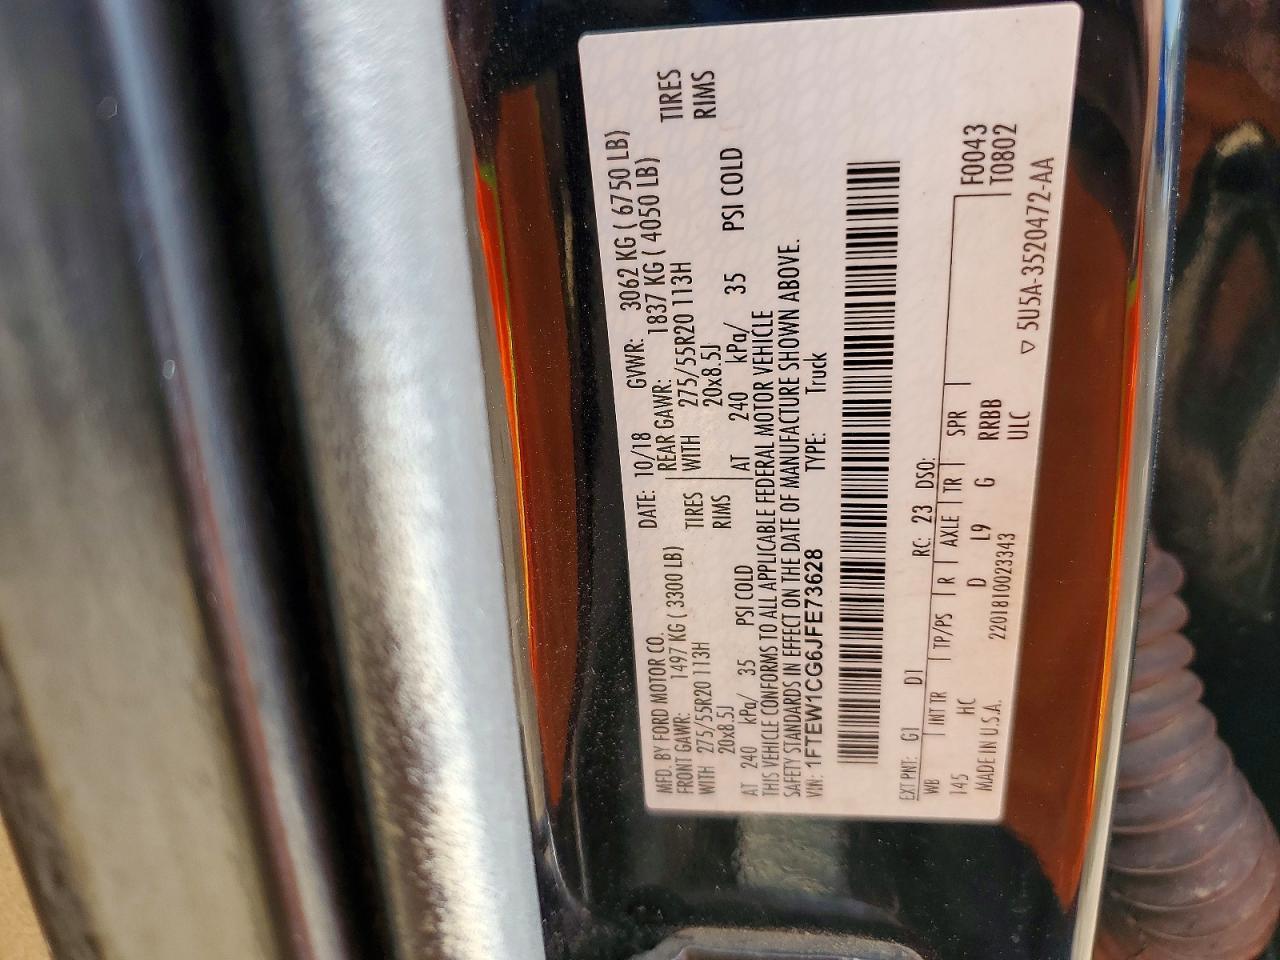 MFD. BY FORD MOTOR CO. DATE: 10/18 GVWR: 3062 KG ( 6750 LB)
FRONT GAWR: 1497 KG ( 3300 LB) REAR GAWR: 1837 KG ( 4050 LB)
WITH 275/55R20 113H TIRES WITH 275/55R20 113H TIRES
20x8.5J RIMS 20x8.5J RIMS
AT 240 kPa/ 35 PSI COLD AT 240 kPa/ 35 PSI COLD
THIS VEHICLE CONFORMS TO ALL APPLICABLE FEDERAL MOTOR VEHICLE
SAFETY STANDARDS IN EFFECT ON THE DATE OF MANUFACTURE SHOWN ABOVE.
VIN: 1FTEW1CG6JFE73628 TYPE: Truck
EXT PNT: G1 D1 RC: 23 DSO:
WB INT TR TP/PS R AXLE TR SPR F0043
145 HC D L9 G RRBB T0802
MADE IN U.S.A. 2201810023343 ULC
▽ 5U5A-3520472-AA